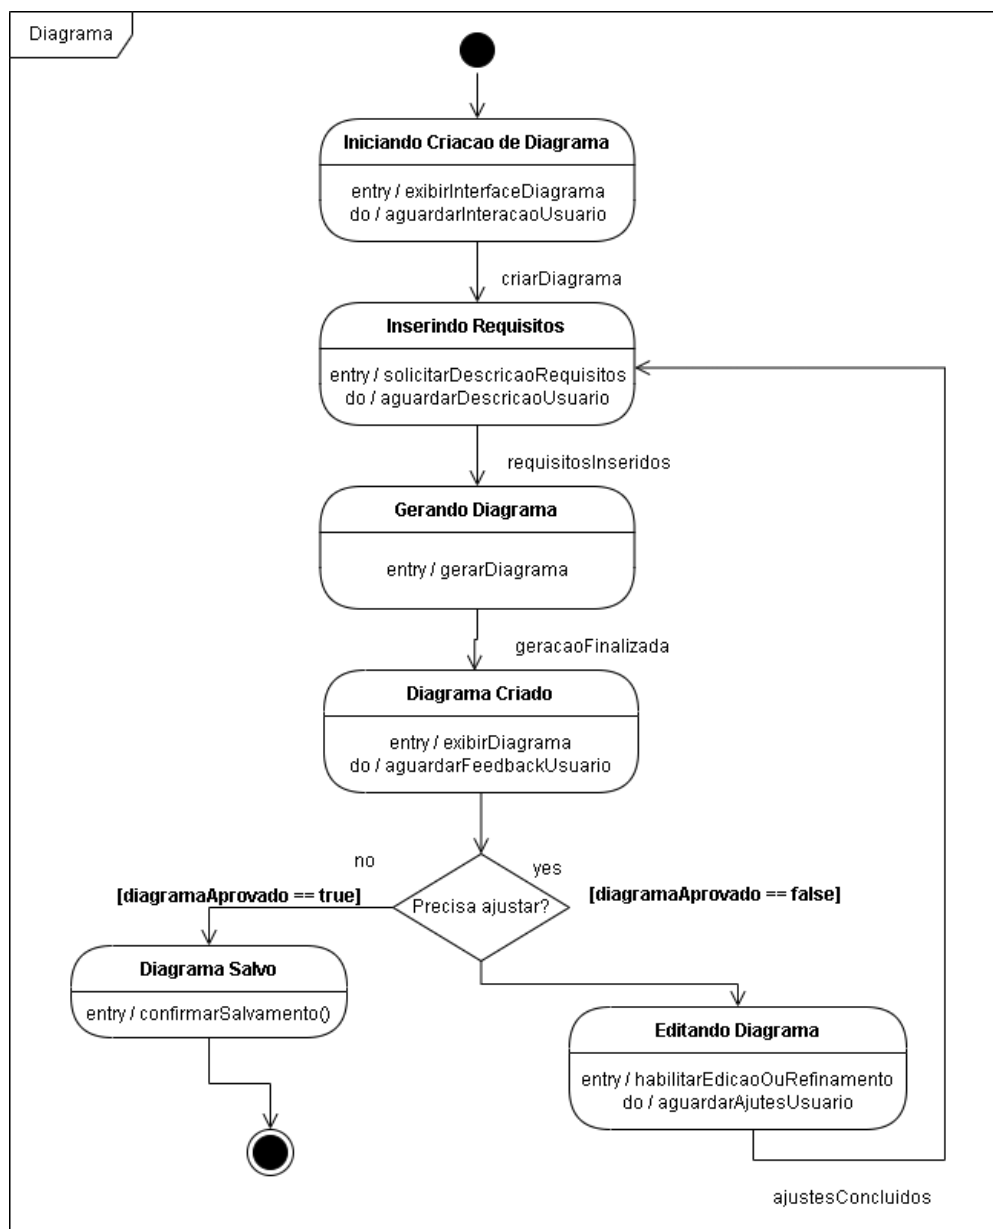 Diagrama
Iniciando Criacao de Diagrama
entry / exibirInterfaceDiagrama
do / aguardarInteracaoUsuario
criarDiagrama
Inserindo Requisitos
entry / solicitarDescricaoRequisitos
do / aguardarDescricaoUsuario
requisitosInseridos
Gerando Diagrama
entry / gerarDiagrama
geracaoFinalizada
Diagrama Criado
entry / exibirDiagrama
do / aguardarFeedbackUsuario
no
yes
[diagramaAprovado == true]
Precisa ajustar?
[diagramaAprovado == false]
Diagrama Salvo
entry / confirmarSalvamento()
Editando Diagrama
entry / habilitarEdicaoOuRefinamento
do / aguardarAjutesUsuario
ajustesConcluidos